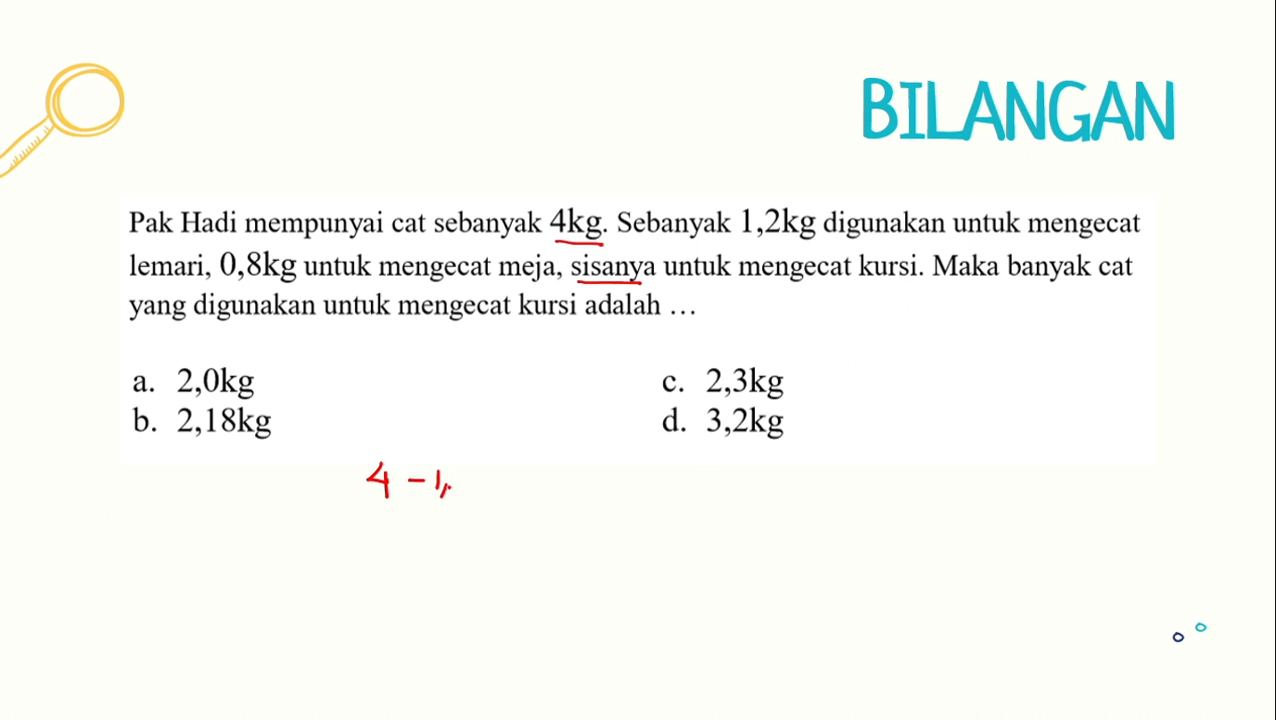 BILANGAN
Pak Hadi mempunyai cat sebanyak 4kg. Sebanyak 1,2kg digunakan untuk mengecat
lemari, 0,8kg untuk mengecat meja, sisanya untuk mengecat kursi. Maka banyak cat
yang digunakan untuk mengecat kursi adalah …
a. 2,0kg
c. 2,3kg
b. 2,18kg
d. 3,2kg
4 - 1,